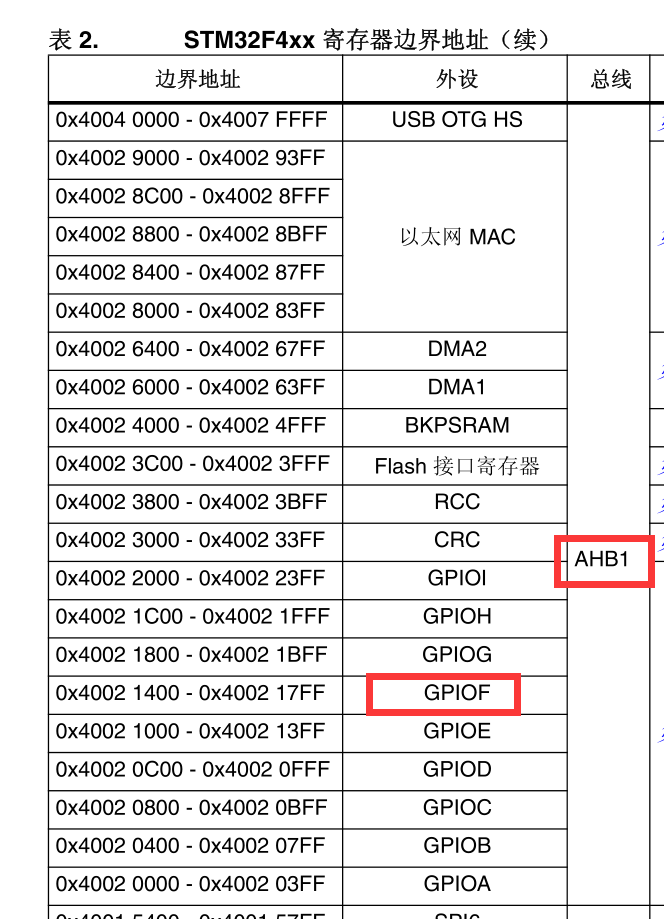 表 2. STM32F4xx 寄存器边界地址（续）
边界地址 外设 总线
0x4004 0000 - 0x4007 FFFF USB OTG HS
0x4002 9000 - 0x4002 93FF
0x4002 8C00 - 0x4002 8FFF
0x4002 8800 - 0x4002 8BFF 以太网 MAC
0x4002 8400 - 0x4002 87FF
0x4002 8000 - 0x4002 83FF
0x4002 6400 - 0x4002 67FF DMA2
0x4002 6000 - 0x4002 63FF DMA1
0x4002 4000 - 0x4002 4FFF BKPSRAM
0x4002 3C00 - 0x4002 3FFF Flash 接口寄存器
0x4002 3800 - 0x4002 3BFF RCC
0x4002 3000 - 0x4002 33FF CRC
AHB1
0x4002 2000 - 0x4002 23FF GPIOI
0x4002 1C00 - 0x4002 1FFF GPIOH
0x4002 1800 - 0x4002 1BFF GPIOG
0x4002 1400 - 0x4002 17FF GPIOF
0x4002 1000 - 0x4002 13FF GPIOE
0x4002 0C00 - 0x4002 0FFF GPIOD
0x4002 0800 - 0x4002 0BFF GPIOC
0x4002 0400 - 0x4002 07FF GPIOB
0x4002 0000 - 0x4002 03FF GPIOA